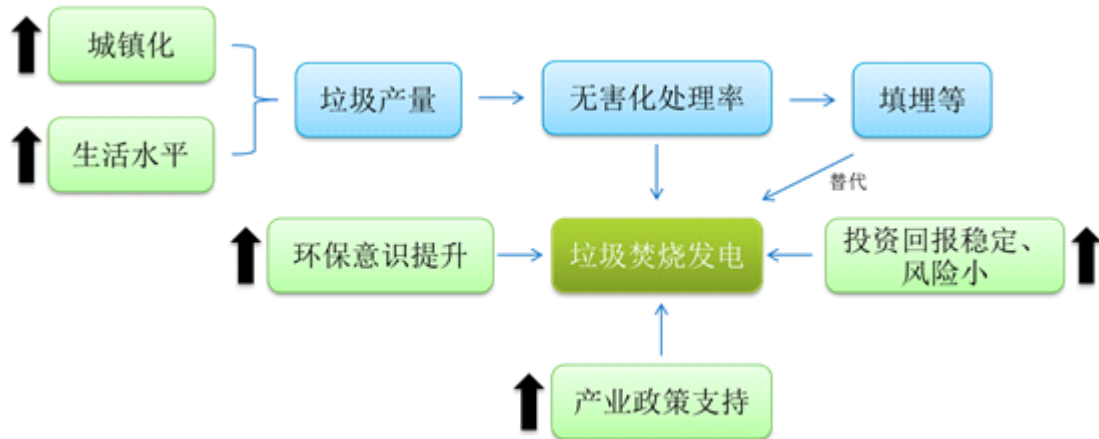 城镇化
生活水平
垃圾产量
无害化处理率
填埋等
替代
环保意识提升
垃圾焚烧发电
投资回报稳定、
风险小
产业政策支持